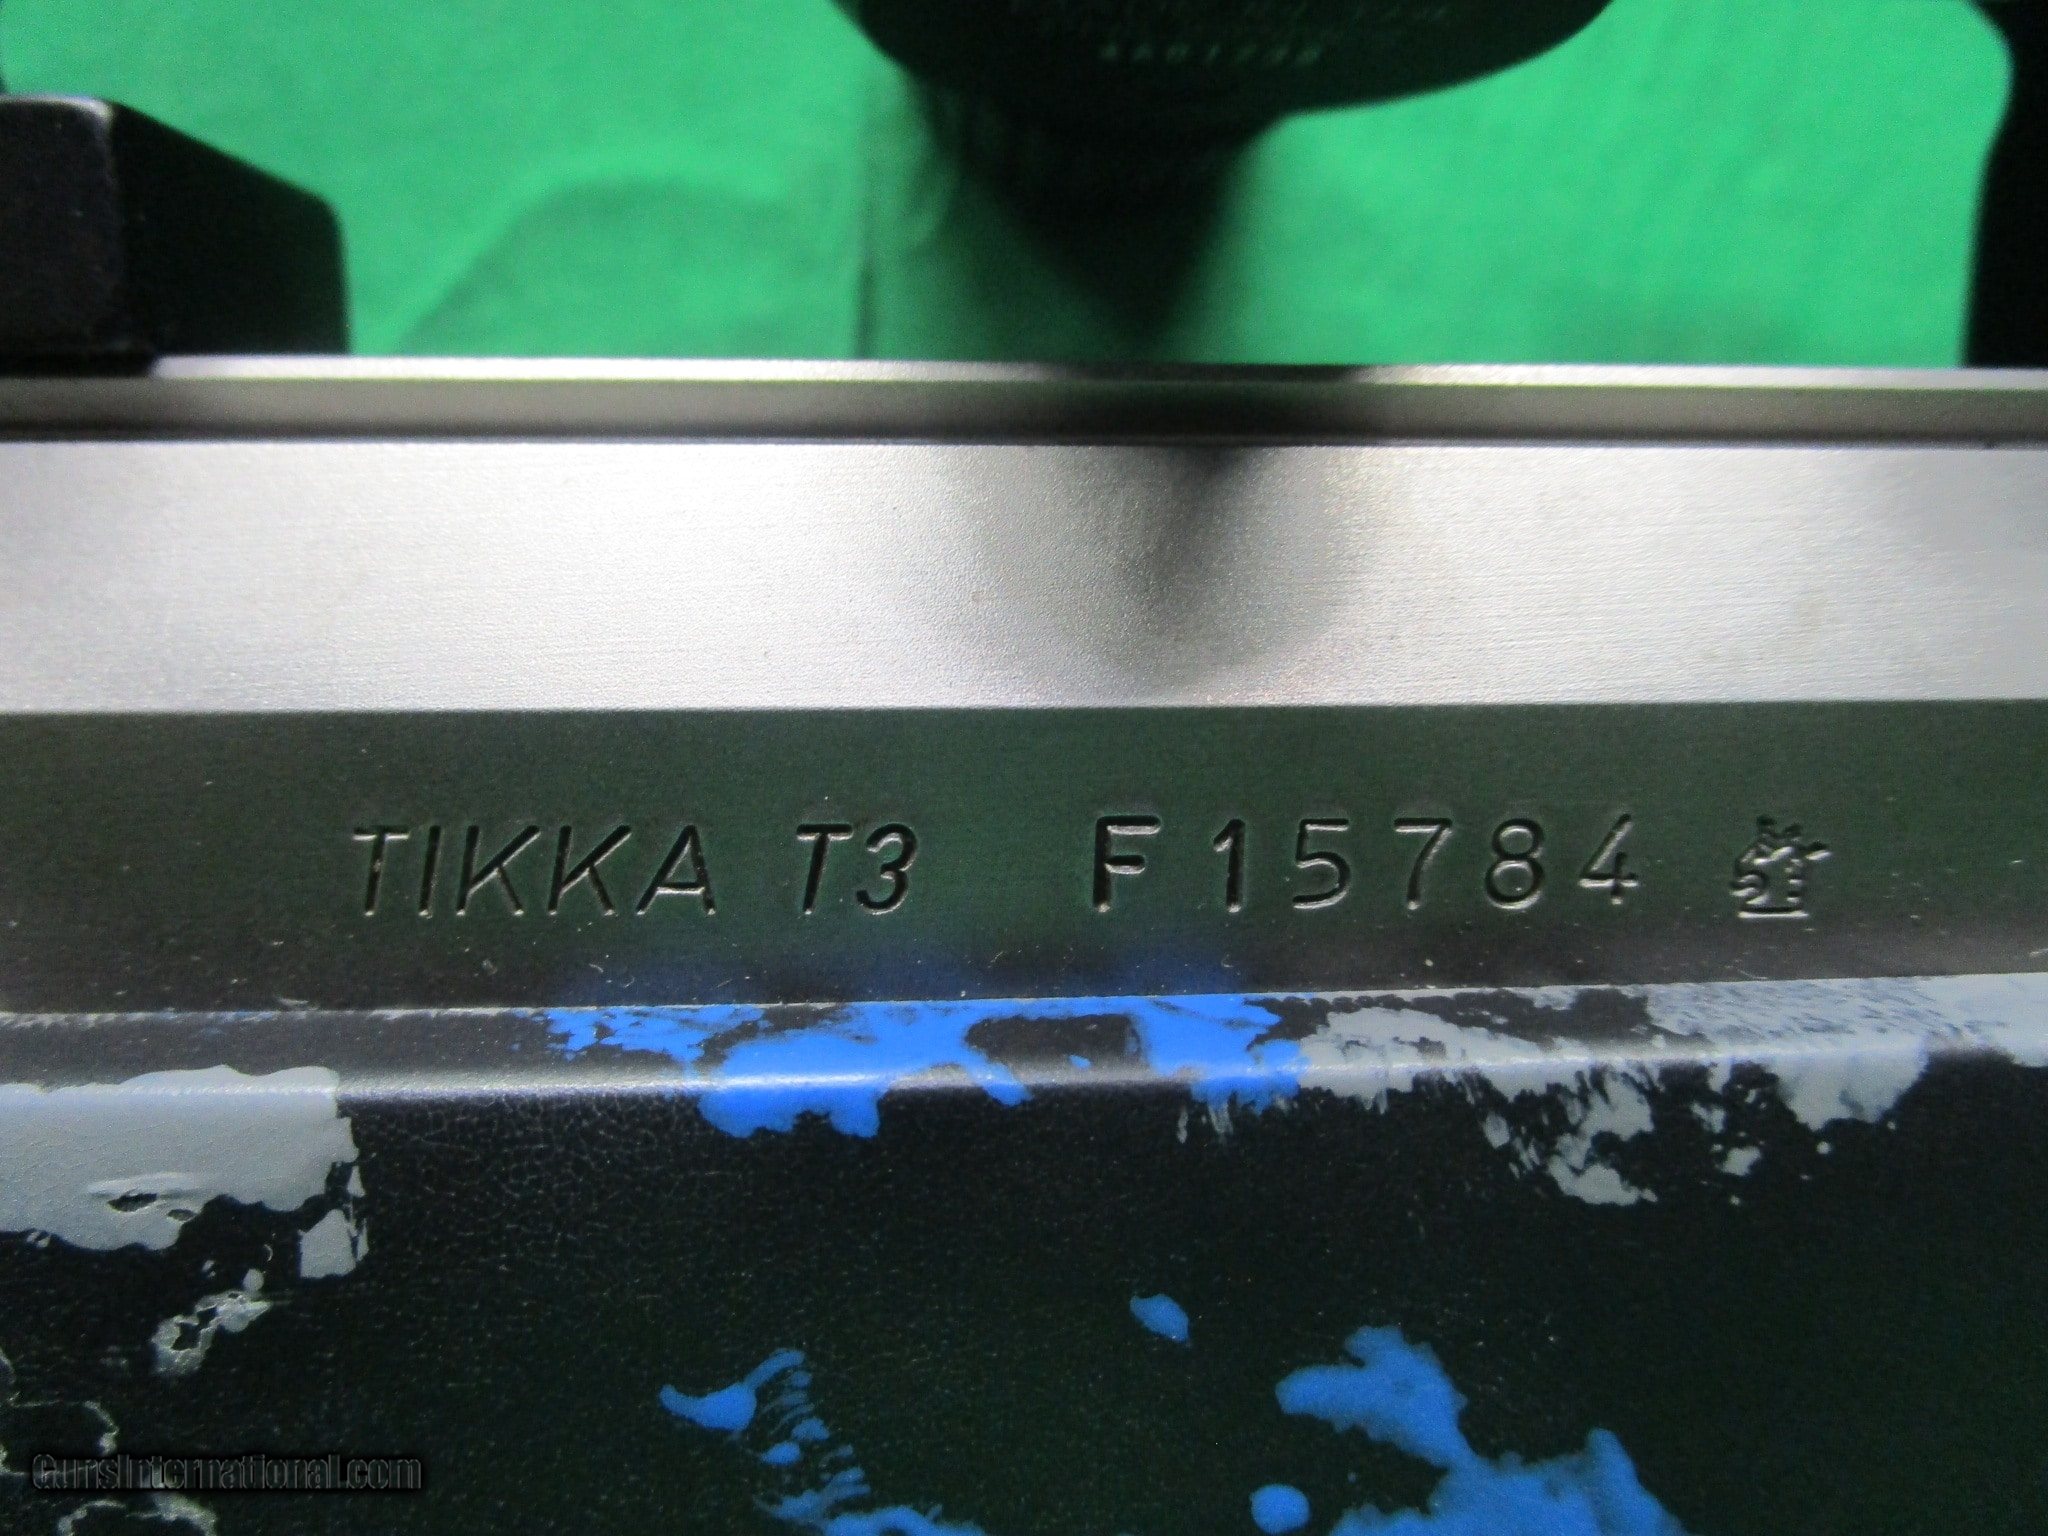 TIKKA T3 F15784
GunsInternational.com